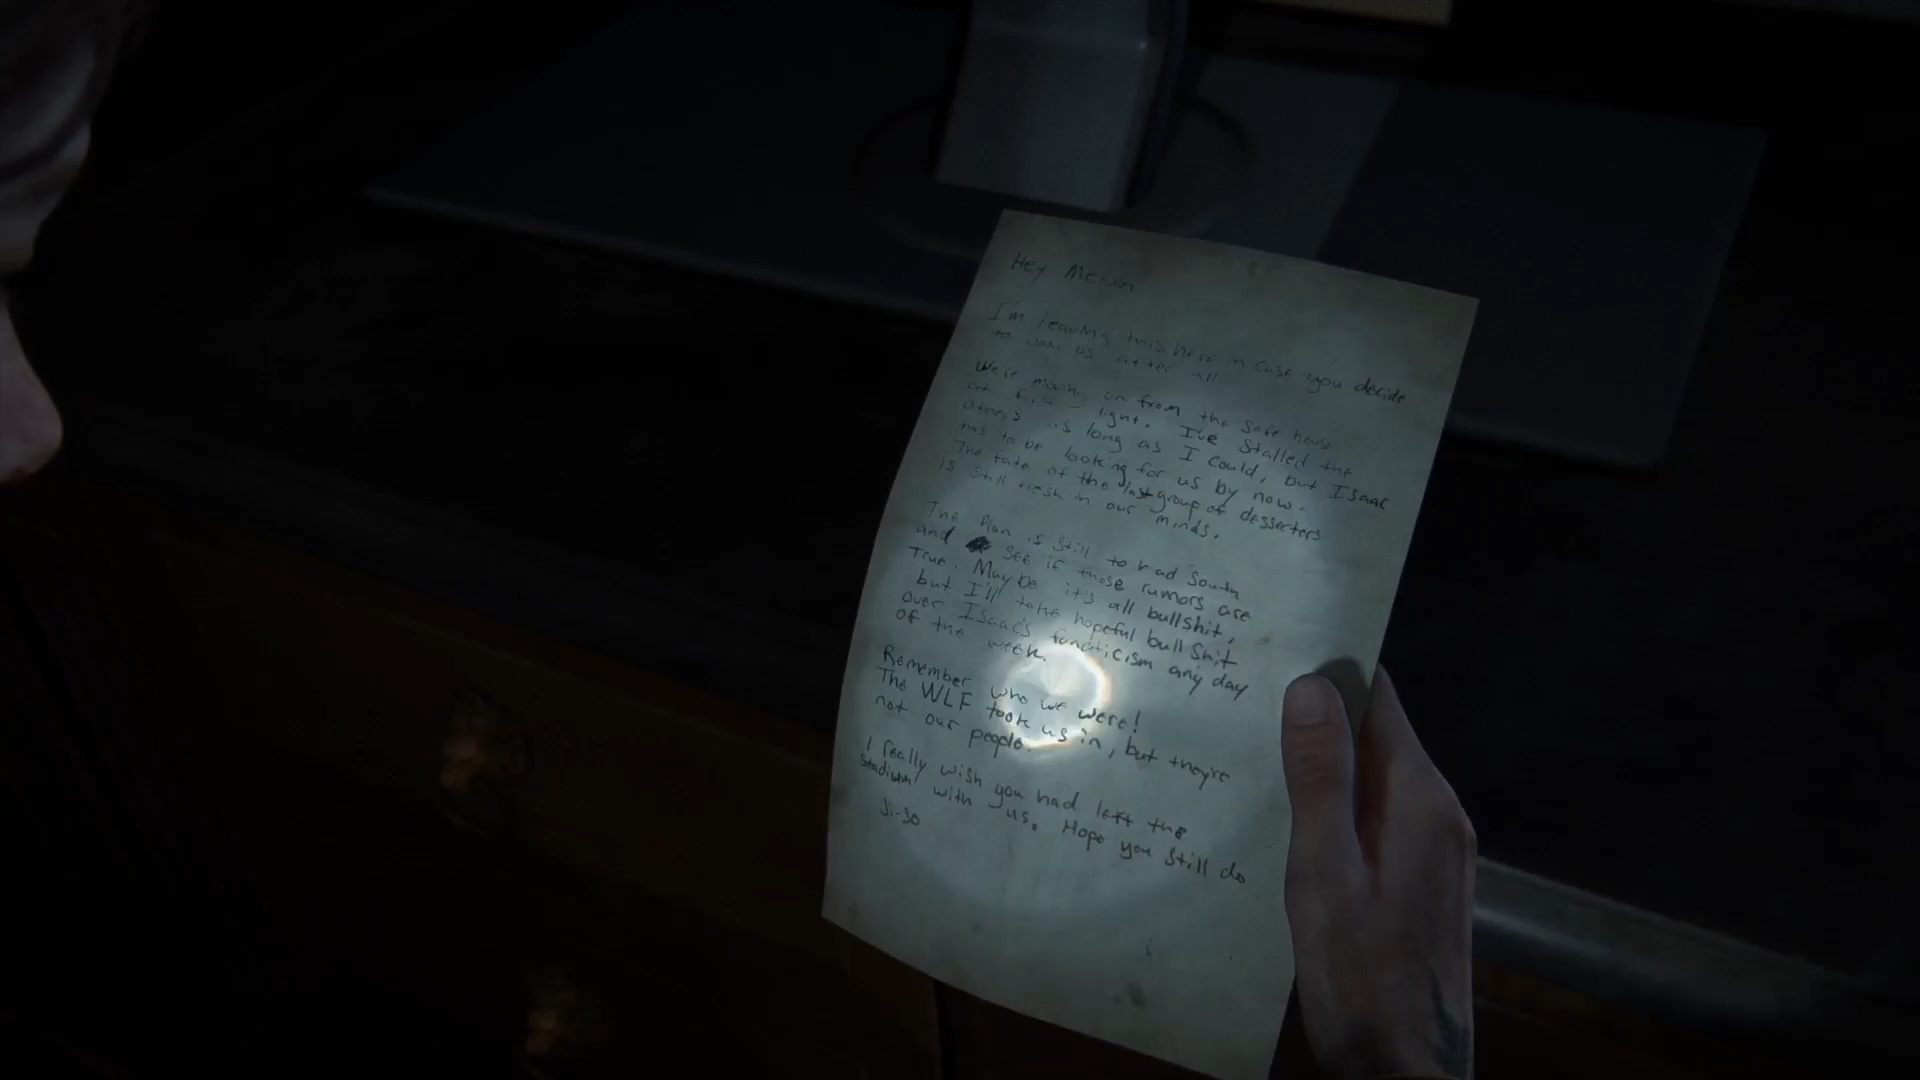 Hey Melissa
I'm leaving this here in case you decide
to join us after all
We're moving on from the safe house
at first light. I've stalled the
others as long as I could, but Isaac
has to be looking for us by now.
The fate of the last group of dessecters
is still fresh in our minds.
The Plan is still to head South
and see if those rumors are
True. Maybe it's all bullshit,
but I'll take hopeful bull Shit
over Isaac's fanaticism any day
of the week.
Remember who we were!
The WLF took us in, but they're
not our people.
I really wish you had left the
stadium with us. Hope you still do
Ji-so